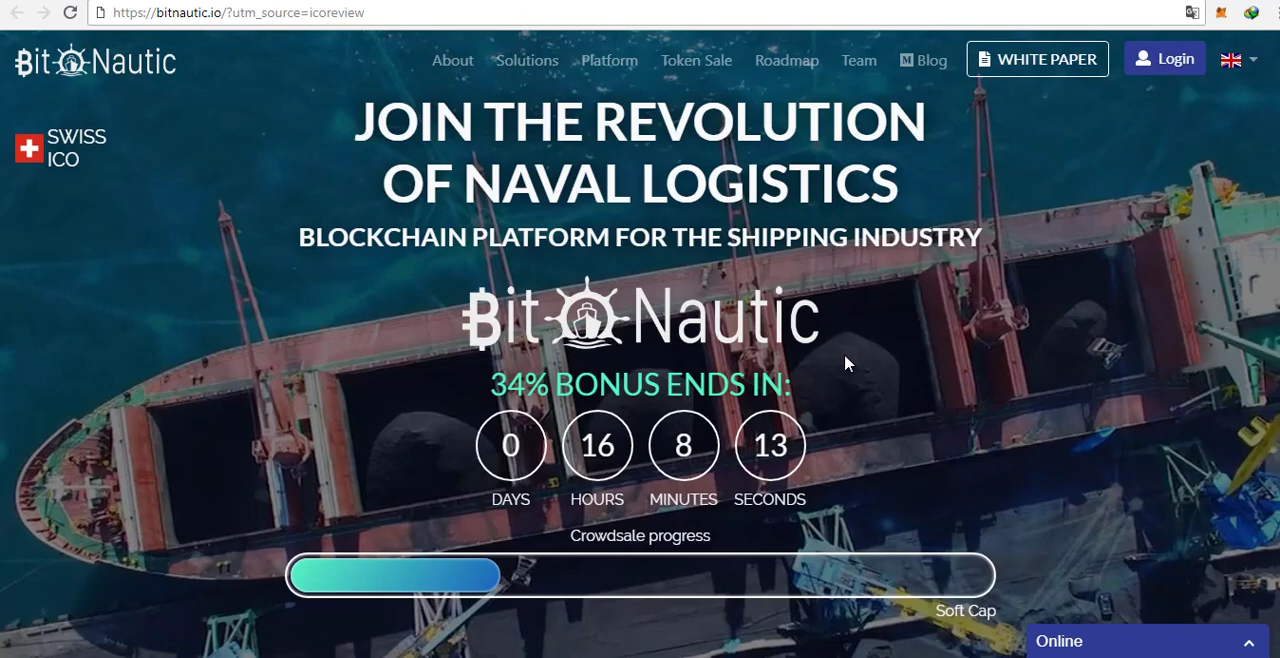 https://bitnautic.io/?utm_source=icoreview
BitNautic
About Solutions Platform Token Sale Roadmap Team M Blog WHITE PAPER Login
SWISS
ICO
JOIN THE REVOLUTION
OF NAVAL LOGISTICS
BLOCKCHAIN PLATFORM FOR THE SHIPPING INDUSTRY
BitNautic
34% BONUS ENDS IN:
0 16 8 13
DAYS HOURS MINUTES SECONDS
Crowdsale progress
Soft Cap
Online